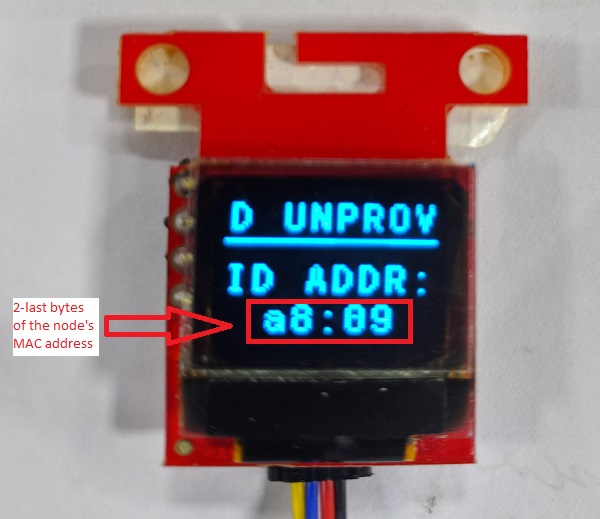 D UNPROV
ID ADDR:
a8:09
2-last bytes
of the node's
MAC address